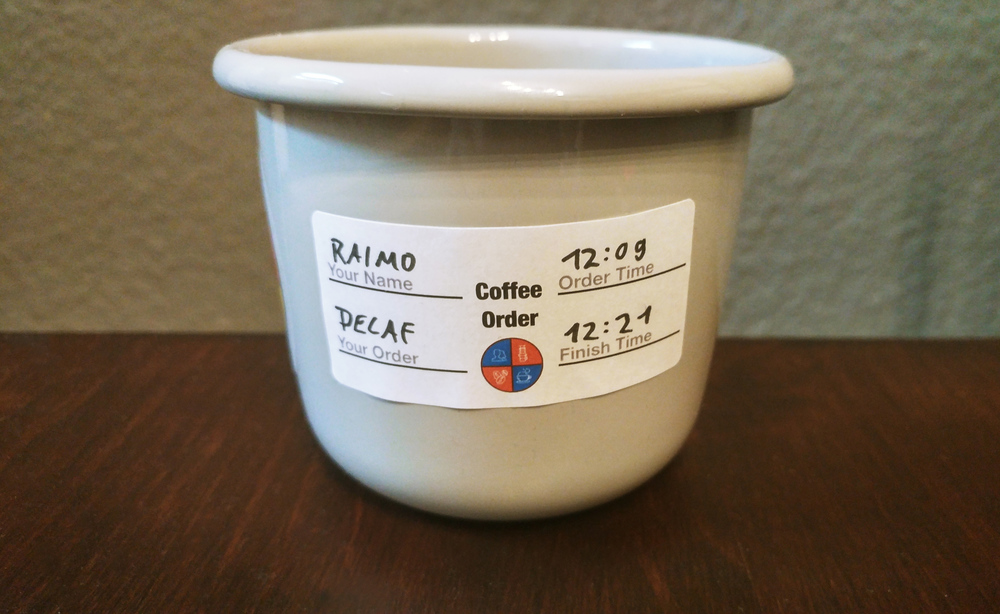 RAIMO
Your Name
DECAF
Your Order
Coffee
Order
12:09
Order Time
12:21
Finish Time